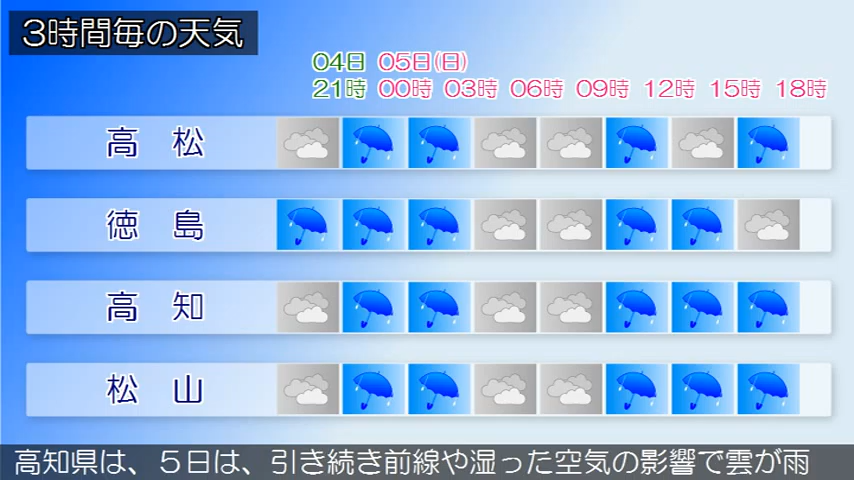 3時間毎の天気
04日 05日(日)
21時 00時 03時 06時 09時 12時 15時 18時
高 松
徳 島
高 知
松 山
高知県は、５日は、引き続き前線や湿った空気の影響で雲が雨